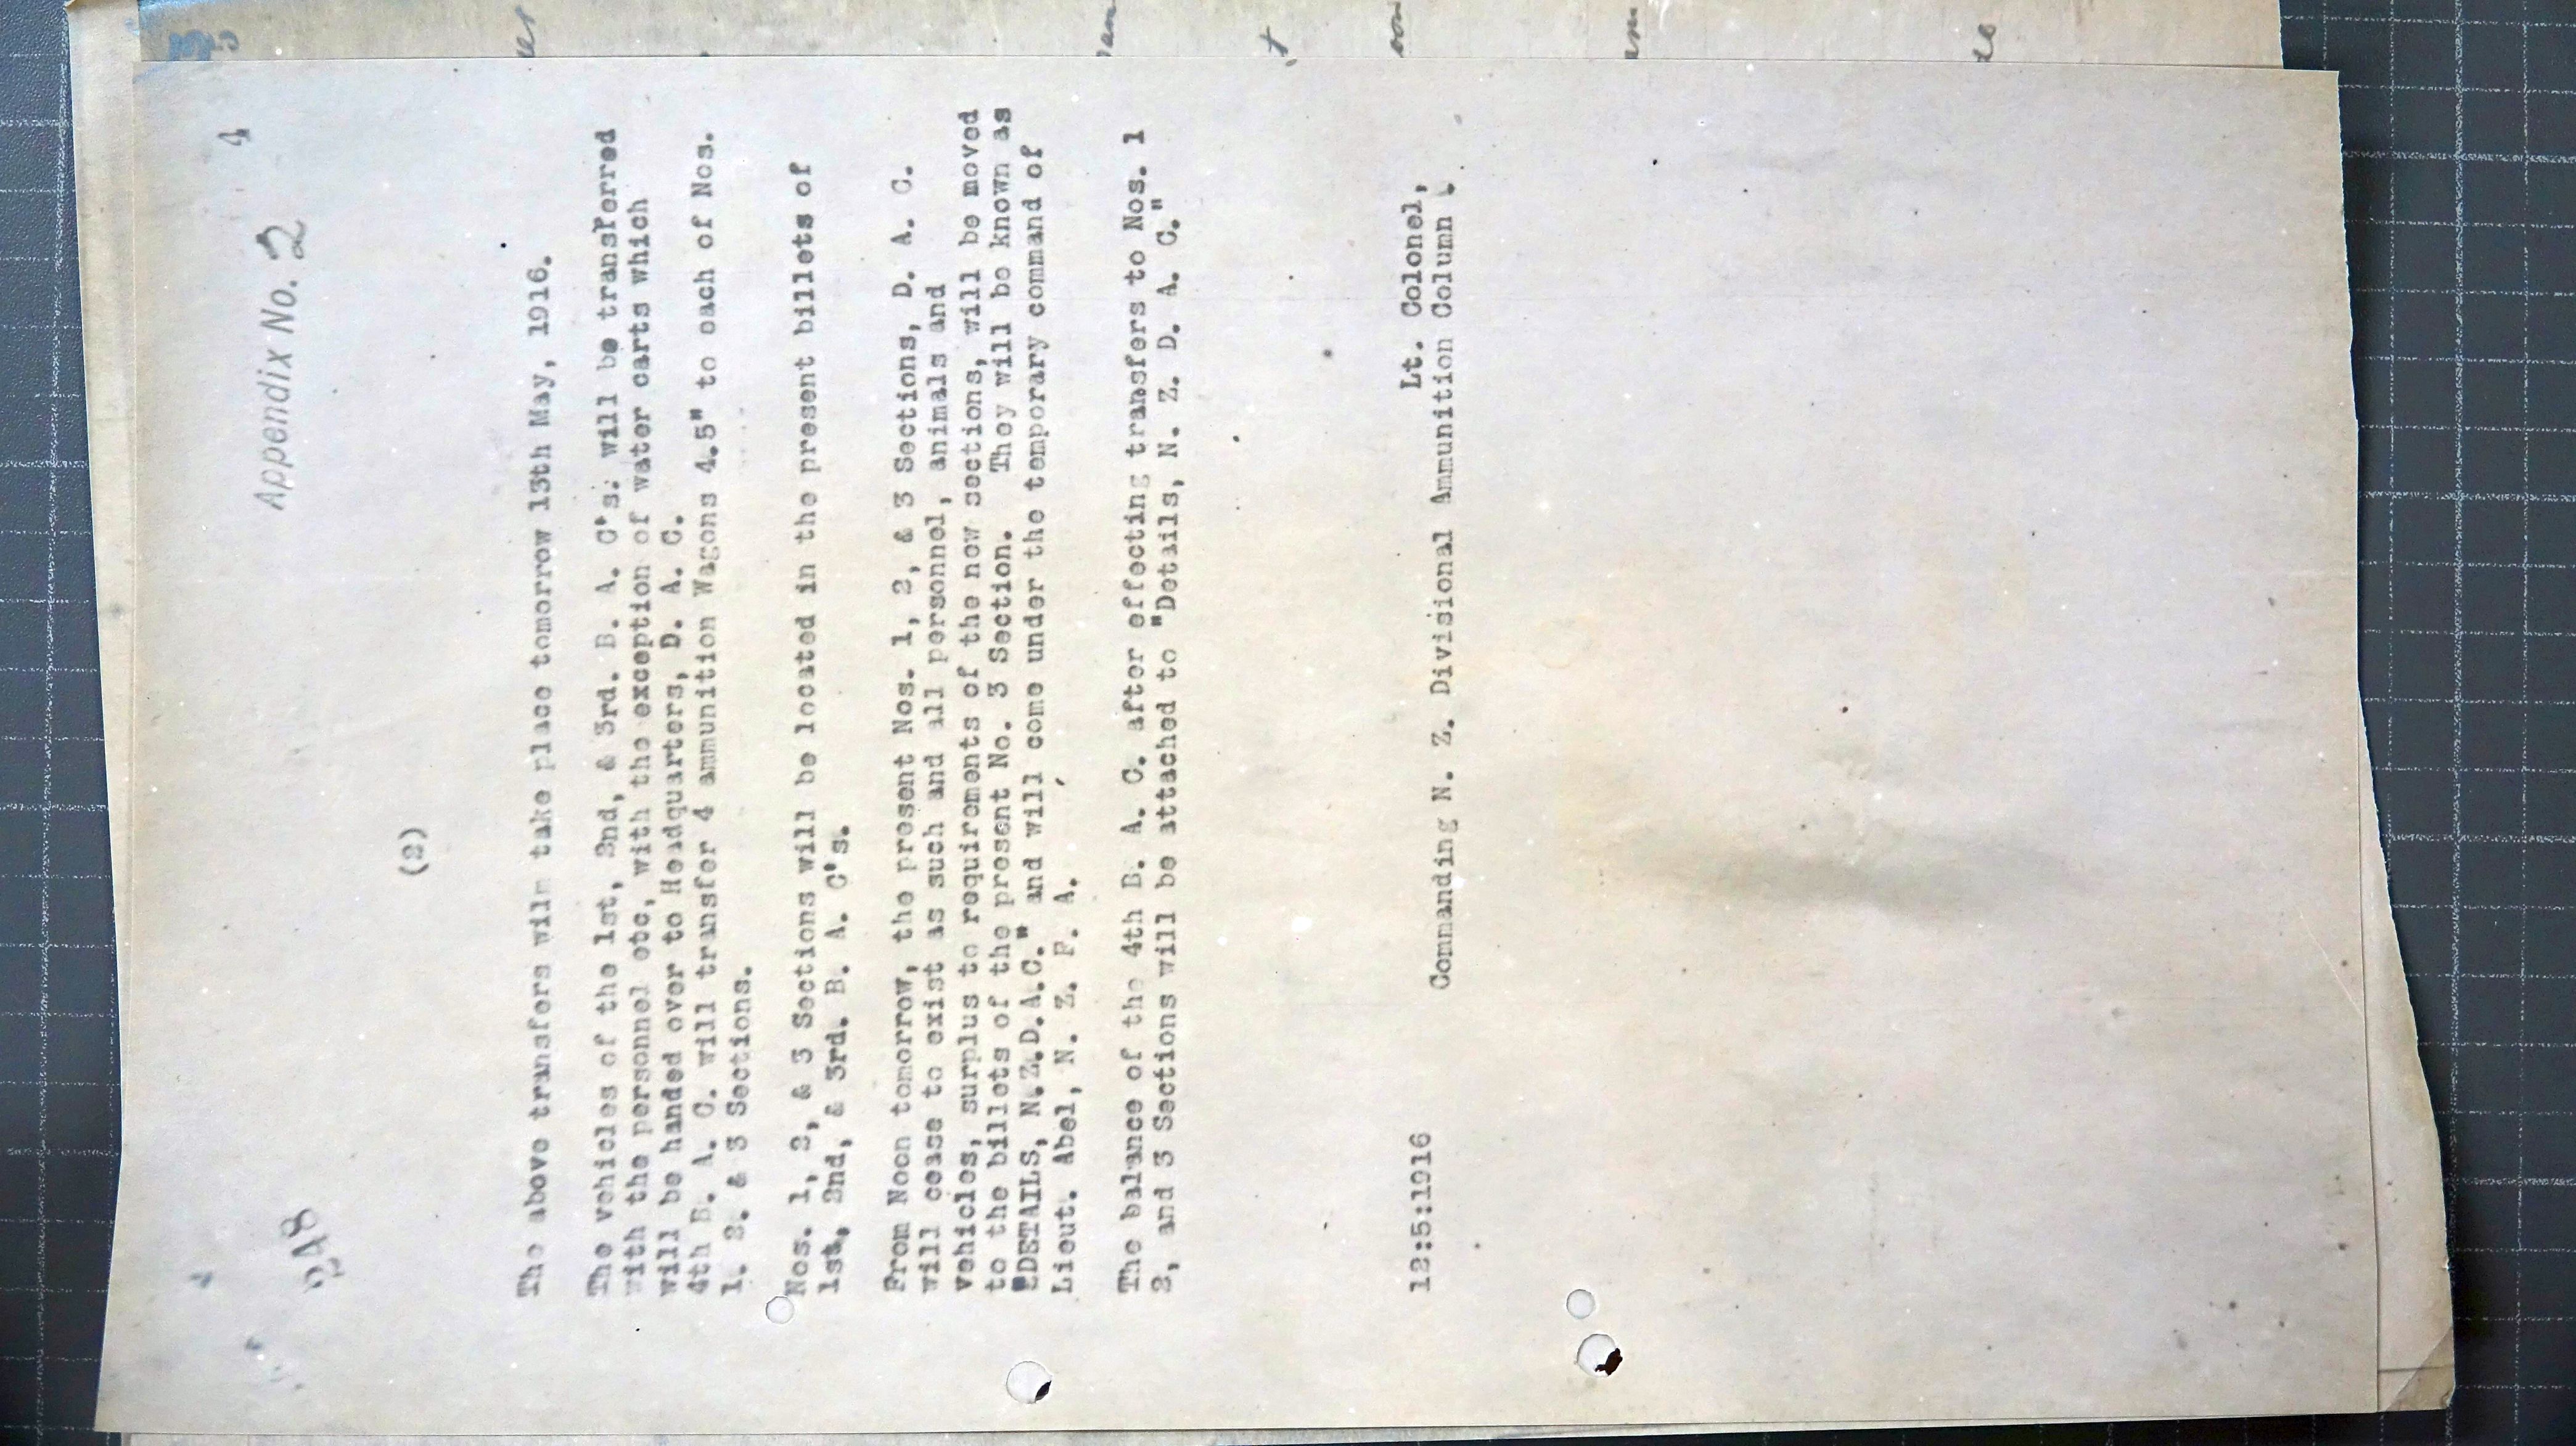 4
Appendix No. 2
248
(2)
The above transfers will take place tomorrow 13th May, 1916.
The vehicles of the 1st, 2nd, & 3rd. B. A. C's. will be transferred
with the personnel etc, with the exception of water carts which
will be handed over to Headquarters, D. A. C.
4th B. A. C. will transfer 4 ammunition Wagons 4.5" to each of Nos.
1. 2. & 3 Sections.
Nos. 1, 2, & 3 Sections will be located in the present billets of
1st, 2nd, & 3rd. B. A. C's.
From Noon tomorrow, the present Nos. 1, 2, & 3 Sections, D. A. C.
will cease to exist as such and all personnel, animals and
vehicles, surplus to requirements of the new sections, will be moved
to the billets of the present No. 3 Section. They will be known as
"DETAILS, N.Z.D.A.C." and will come under the temporary command of
Lieut. Abel, N. Z. F. A.
The balance of the 4th B. A. C. after effecting transfers to Nos. 1
2, and 3 Sections will be attached to "Details, N. Z. D. A. C."
Lt. Colonel,
12:5:1916 Commanding N. Z. Divisional Ammunition Column.